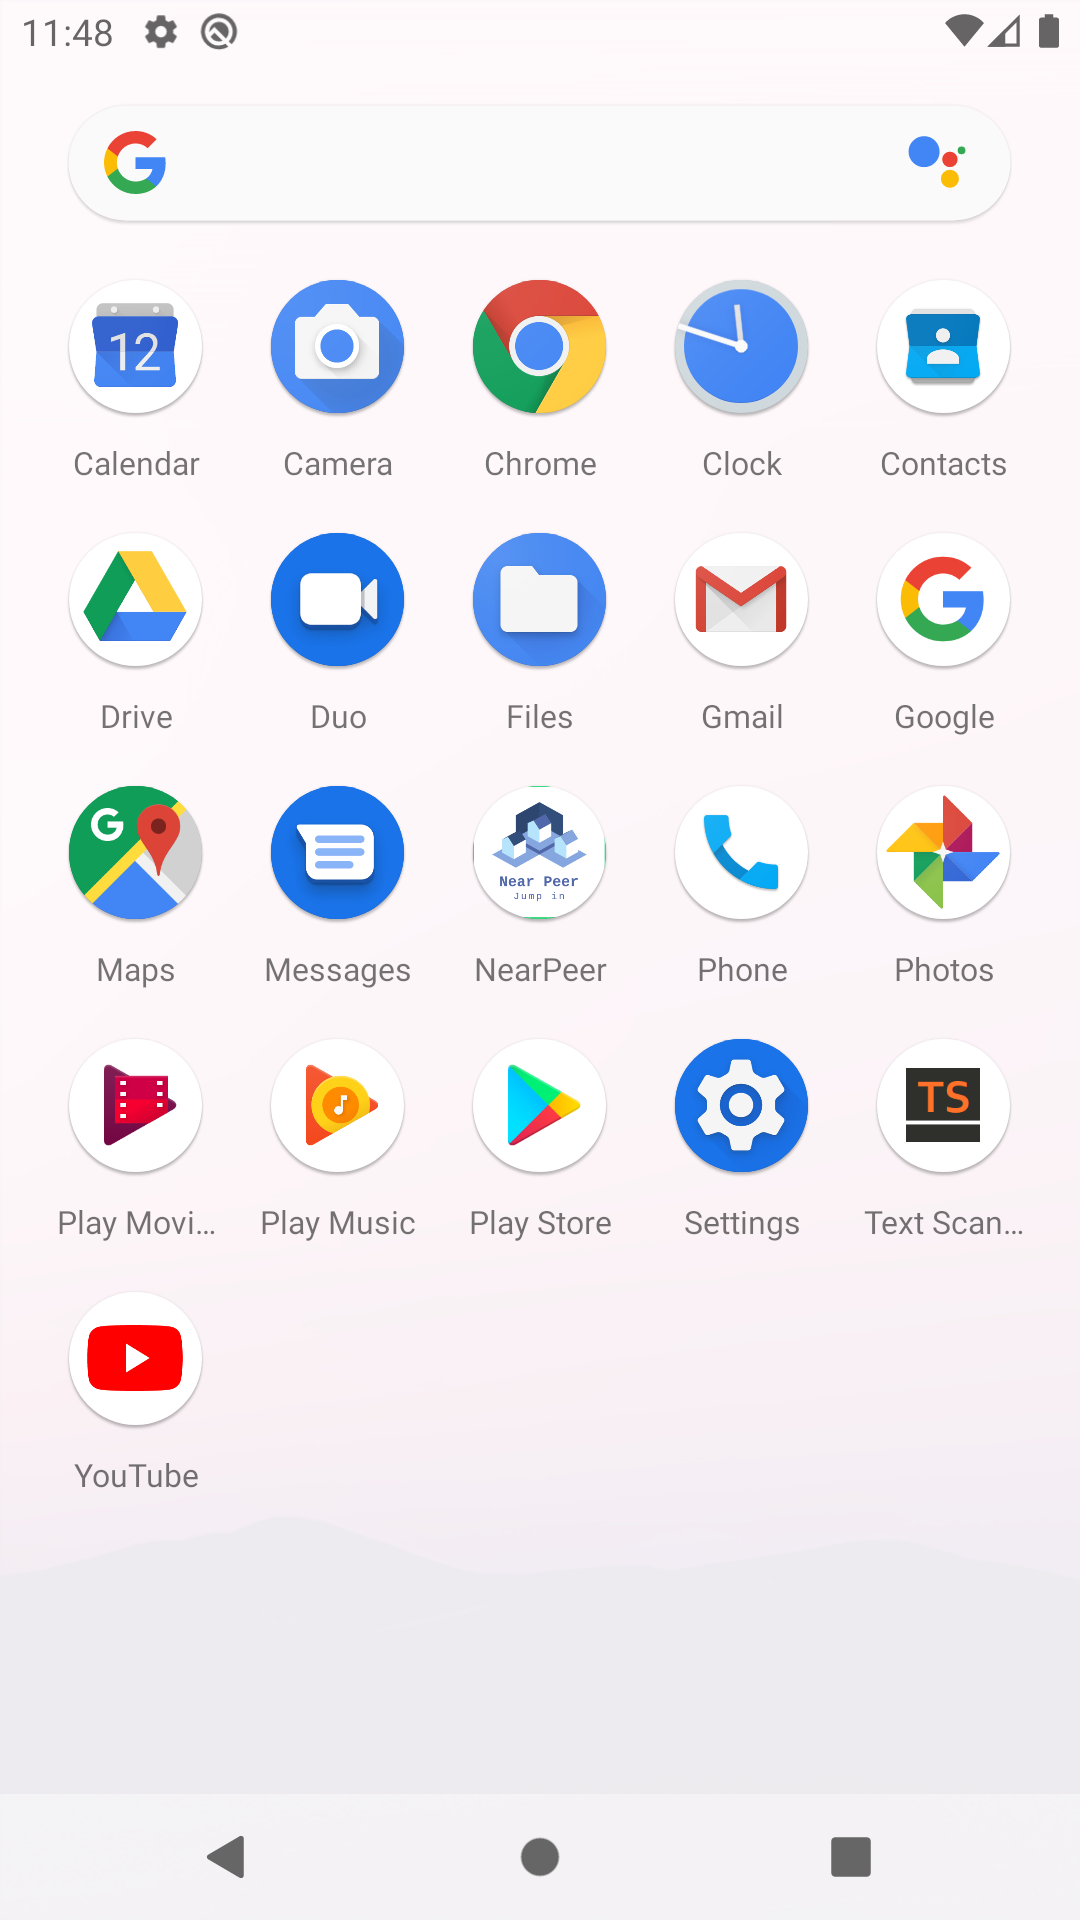 11:48
12
Calendar Camera Chrome Clock Contacts
Drive Duo Files Gmail Google
G
Near Peer
Jump in
Maps Messages NearPeer Phone Photos
TS
Play Movi... Play Music Play Store Settings Text Scan...
YouTube